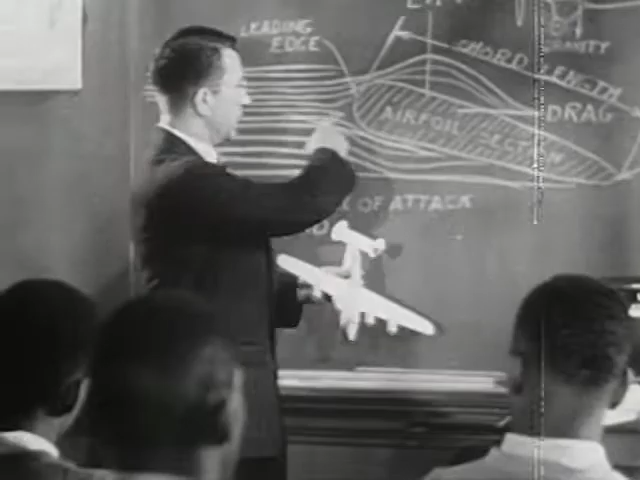 LEADING
EDGE
GRAVITY
CHORD LENGTH
DRAG
AIRFOIL SECTION
OF ATTACK